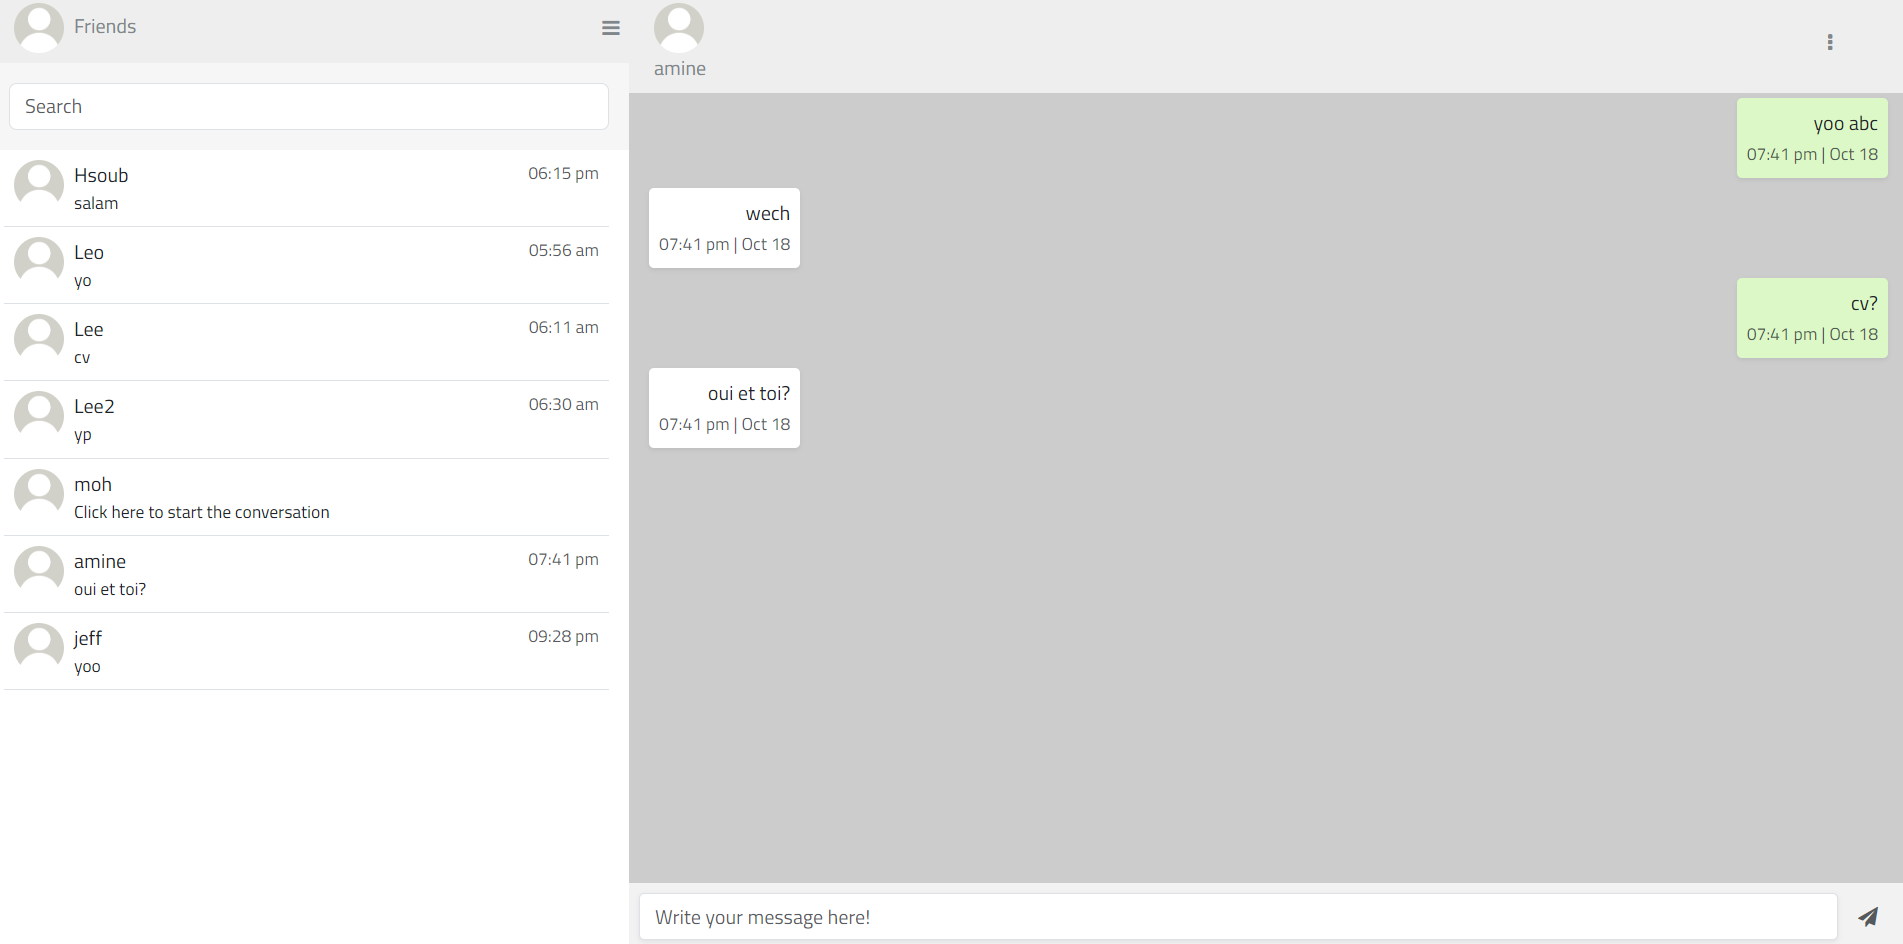 Friends
Search
Hsoub
06:15 pm
salam
Leo
05:56 am
yo
Lee
06:11 am
cv
Lee2
06:30 am
yp
moh
Click here to start the conversation
amine
07:41 pm
oui et toi?
jeff
09:28 pm
yoo
amine
yoo abc
07:41 pm | Oct 18
wech
07:41 pm | Oct 18
cv?
07:41 pm | Oct 18
oui et toi?
07:41 pm | Oct 18
Write your message here!